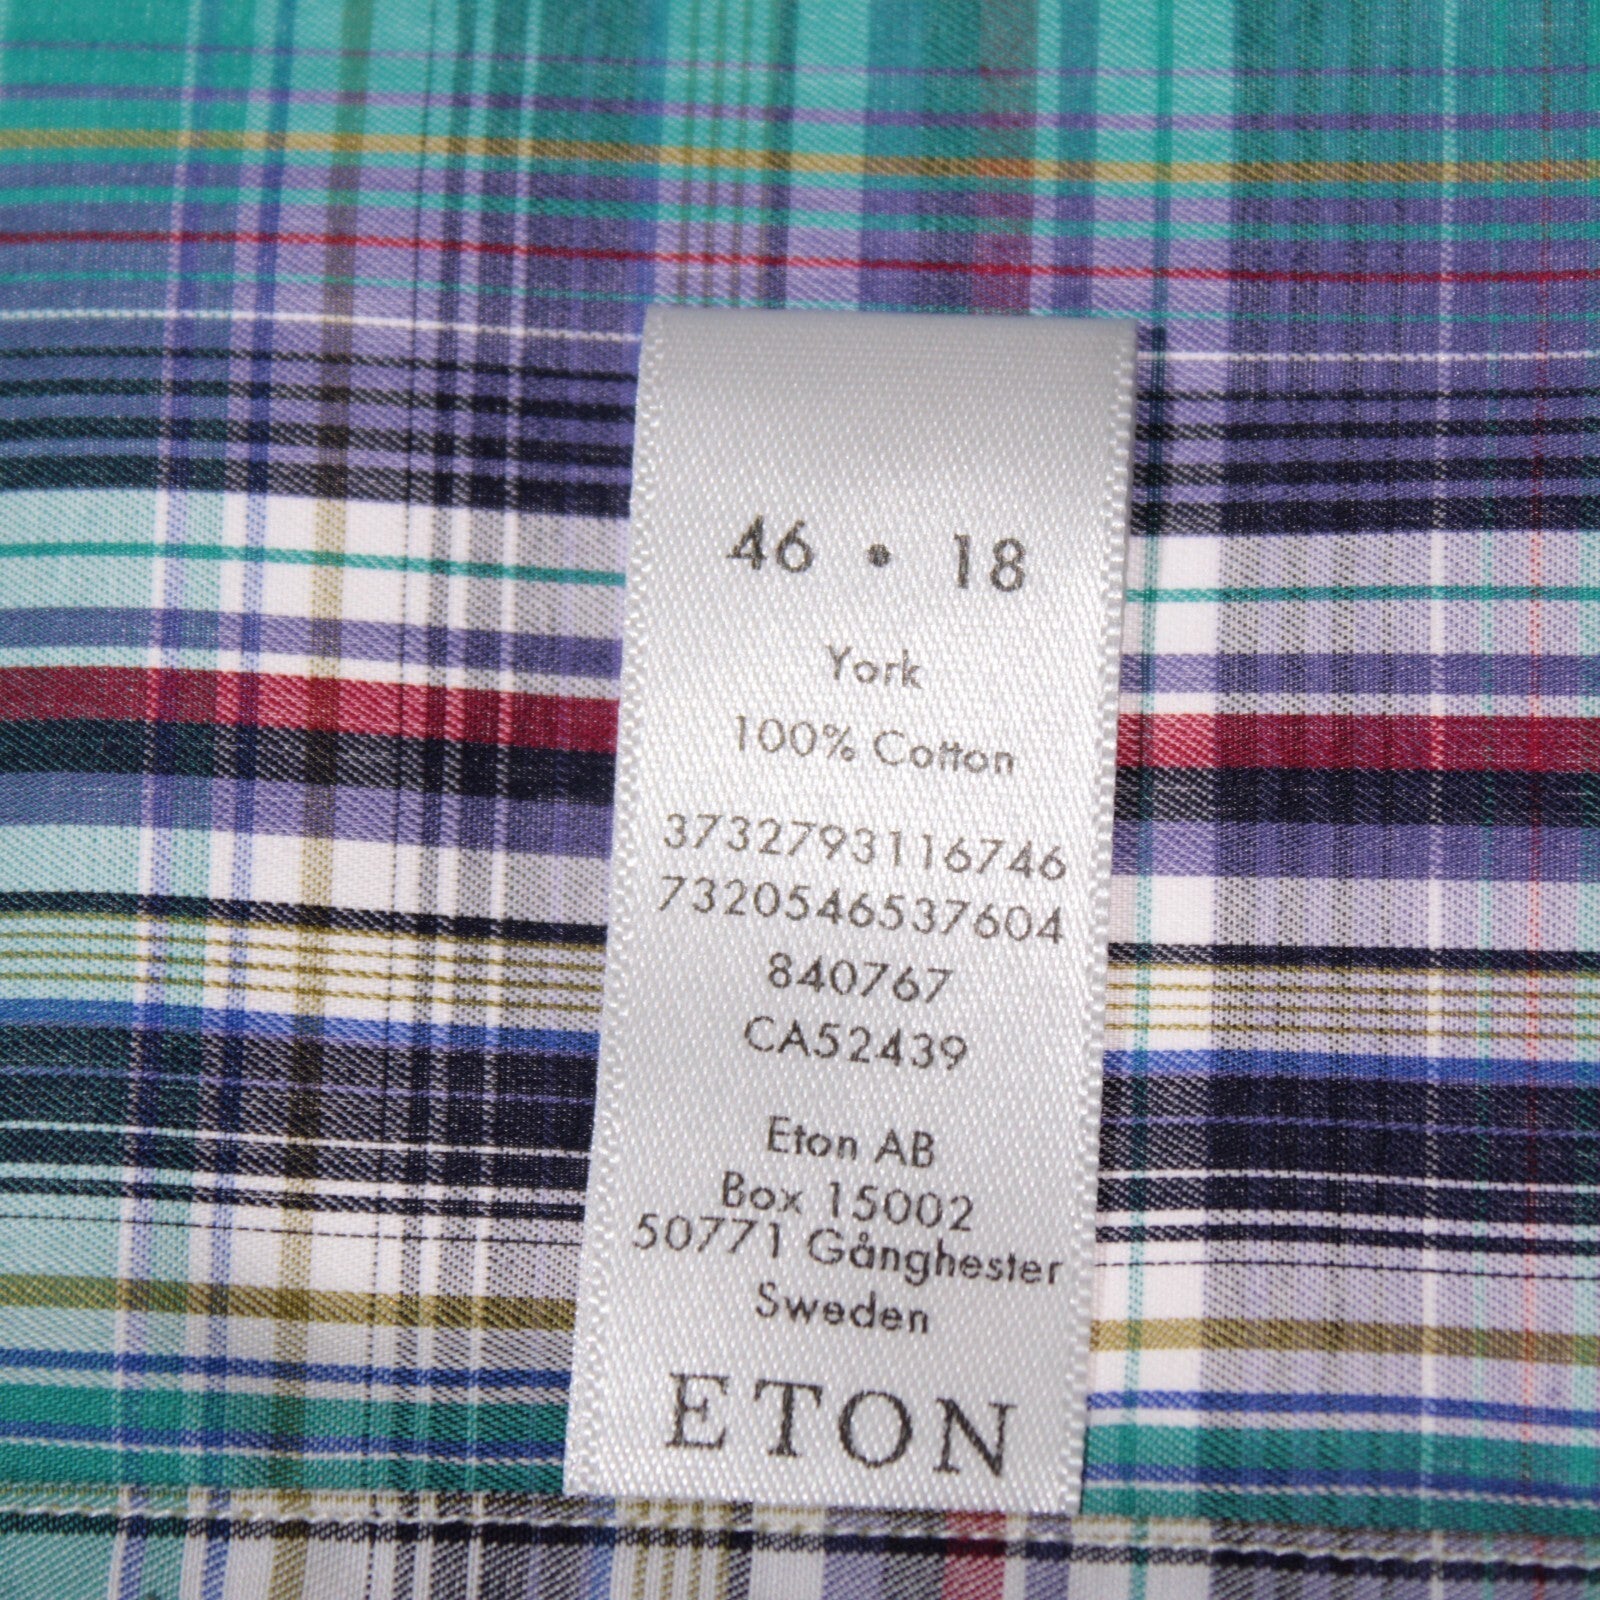 46 • 18
York
100% Cotton
3732793116746
7320546537604
840767
CA52439
Eton AB
Box 15002
50771 Gånghester
Sweden
ETON